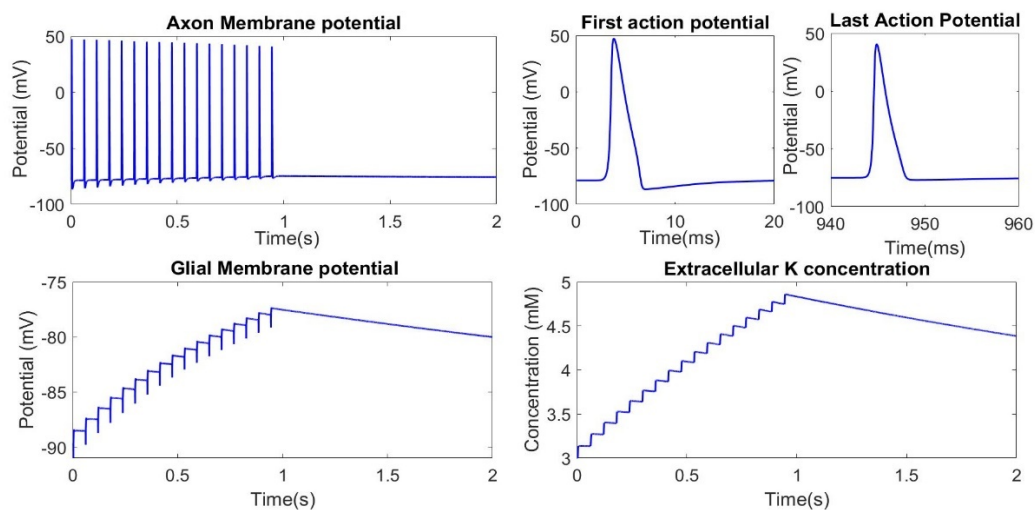 Axon Membrane potential
50
0
-50
-100
Potential (mV)
0
0.5
1
1.5
2
Time(s)
First action potential
50
0
-50
-100
Potential (mV)
0
10
20
Time(ms)
Last Action Potential
50
0
-50
-100
Potential (mV)
940
950
960
Time(ms)
Glial Membrane potential
-75
-80
-85
-90
Potential (mV)
0
0.5
1
1.5
2
Time(s)
Extracellular K concentration
5
4.5
4
3.5
3
Concentration (mM)
0
0.5
1
1.5
2
Time(s)